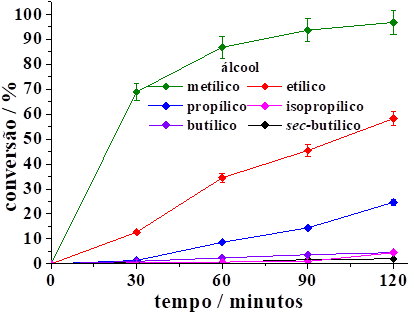 conversão / %
100
90
80
70
60
50
40
30
20
10
0
álcool
metílico etílico
propílico isopropílico
butílico sec-butílico
0 30 60 90 120
tempo / minutos